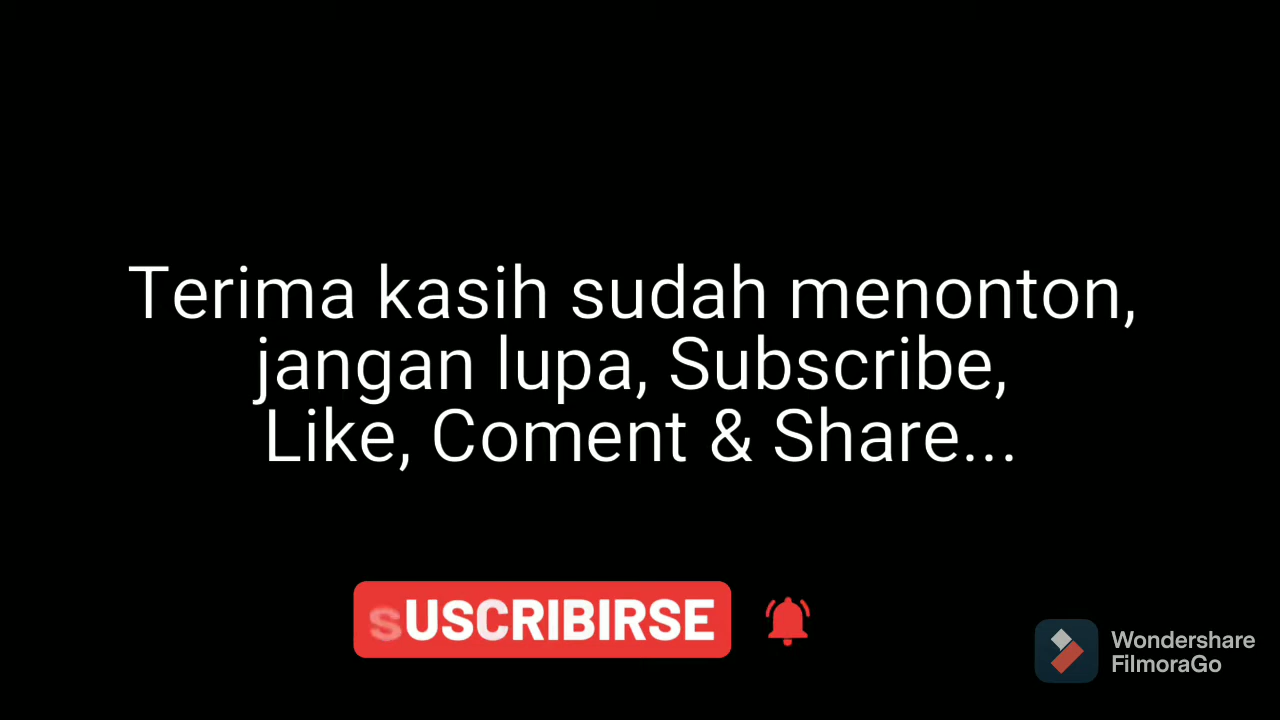 Terima kasih sudah menonton,
jangan lupa, Subscribe,
Like, Coment & Share...
sUSCRIBIRSE
Wondershare
FilmoraGo